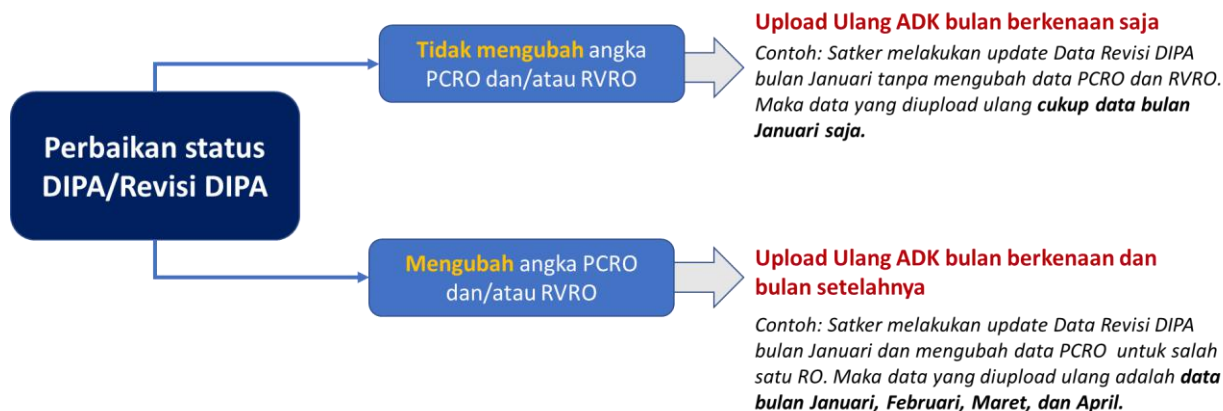 Perbaikan status
DIPA/Revisi DIPA
Tidak mengubah angka
PCRO dan/atau RVRO
Upload Ulang ADK bulan berkenaan saja
Contoh: Satker melakukan update Data Revisi DIPA
bulan Januari tanpa mengubah data PCRO dan RVRO.
Maka data yang diupload ulang cukup data bulan
Januari saja.
Mengubah angka PCRO
dan/atau RVRO
Upload Ulang ADK bulan berkenaan dan
bulan setelahnya
Contoh: Satker melakukan update Data Revisi DIPA
bulan Januari dan mengubah data PCRO untuk salah
satu RO. Maka data yang diupload ulang adalah data
bulan Januari, Februari, Maret, dan April.